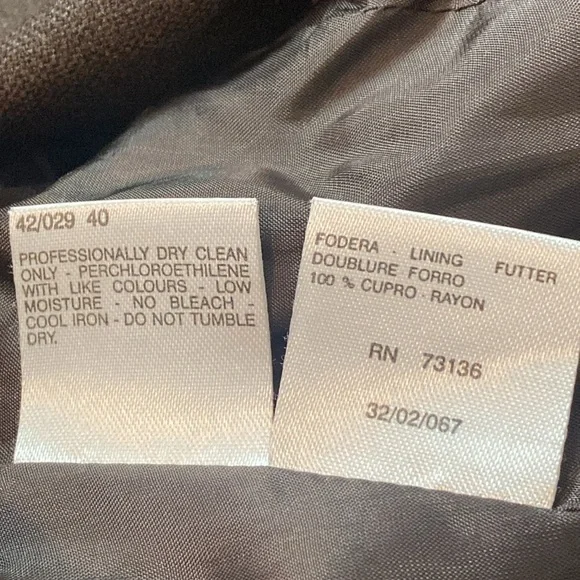 42/029 40
PROFESSIONALLY DRY CLEAN
ONLY - PERCHLOROETHILENE
WITH LIKE COLOURS - LOW
MOISTURE - NO BLEACH -
COOL IRON - DO NOT TUMBLE
DRY.
FODERA - LINING FUTTER
DOUBLURE FORRO
100 % CUPRO - RAYON
RN 73136
32/02/067